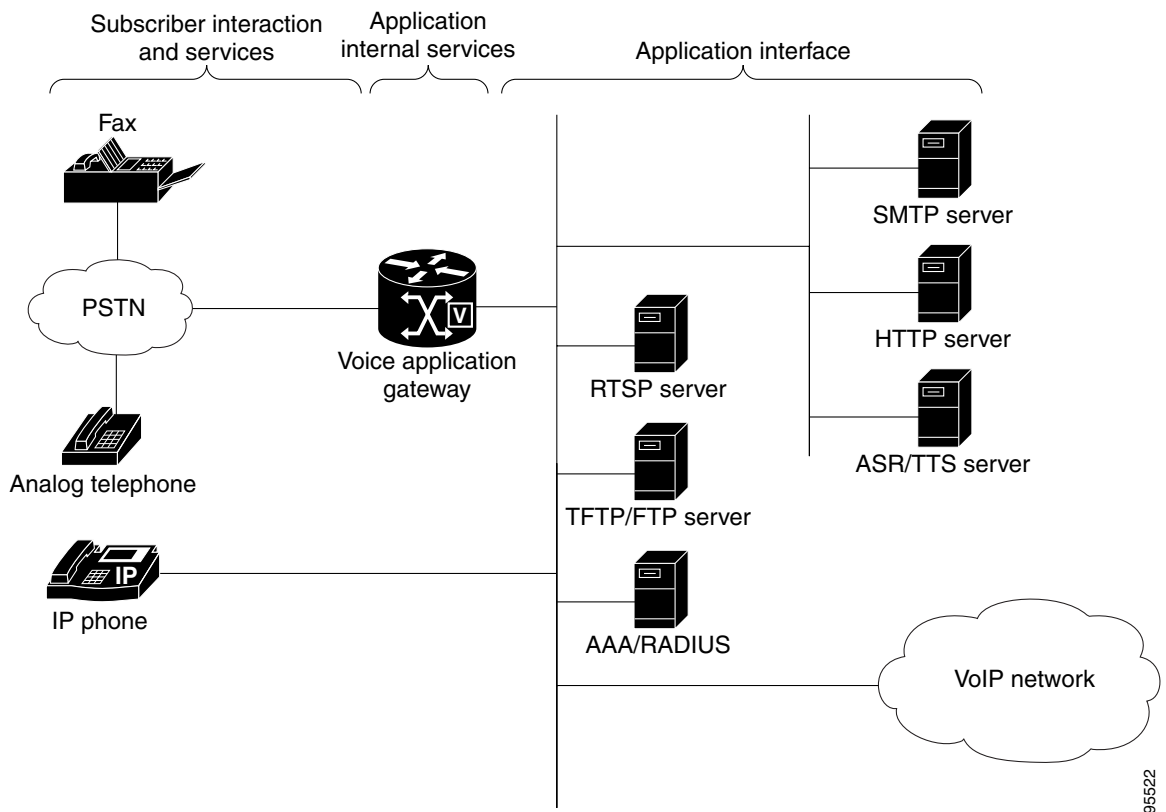 Subscriber interaction
and services
Application
internal services
Application interface
Fax
PSTN
Analog telephone
IP
IP phone
V
Voice application
gateway
RTSP server
TFTP/FTP server
AAA/RADIUS
SMTP server
HTTP server
ASR/TTS server
VoIP network
95522